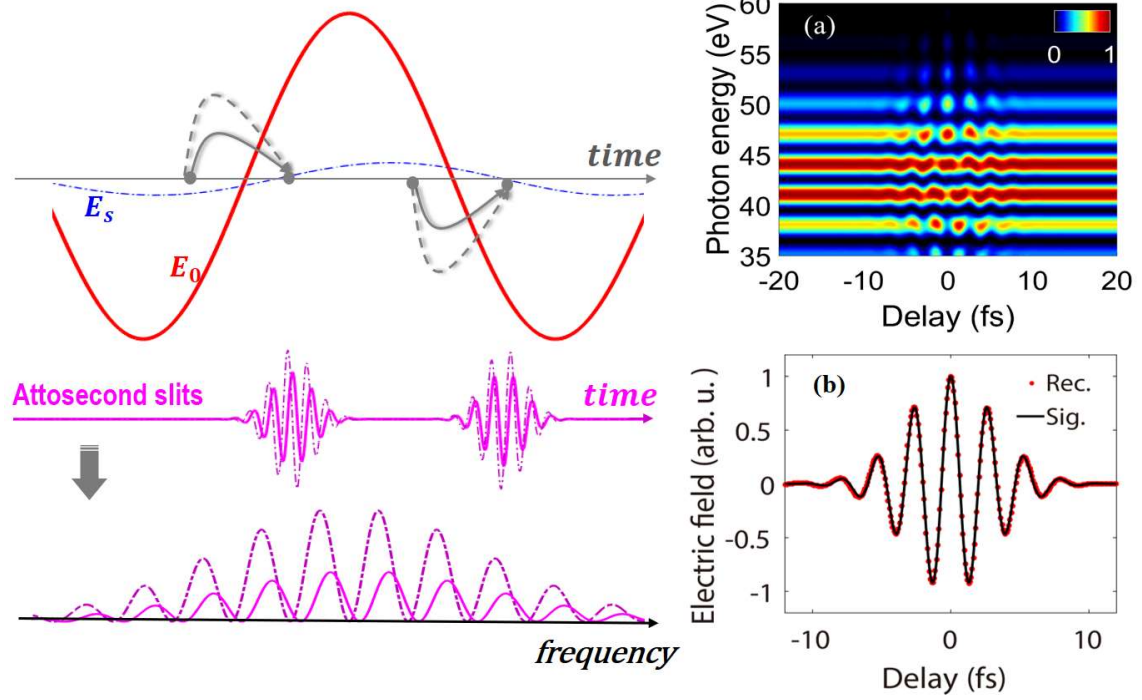 time
E_s
E_0
Attosecond slits
time
frequency
(a)
0 1
Photon energy (eV)
60
55
50
45
40
35
-20 -10 0 10 20
Delay (fs)
(b)
Rec.
Sig.
Electric field (arb. u.)
1
0.5
0
-0.5
-1
-10 0 10
Delay (fs)